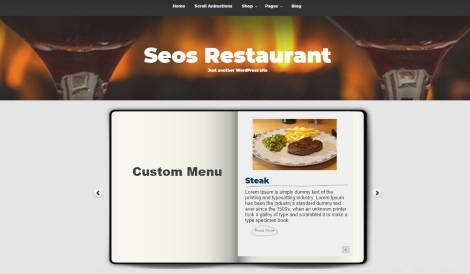 Home Scroll Animations Shop Pages Blog
Seos Restaurant
Just another WordPress site
Custom Menu
Steak
Lorem Ipsum is simply dummy text of the
printing and typesetting industry. Lorem Ipsum
has been the industry's standard dummy text
ever since the 1500s, when an unknown printer
took a galley of type and scrambled it to make a
type specimen book.
Read More